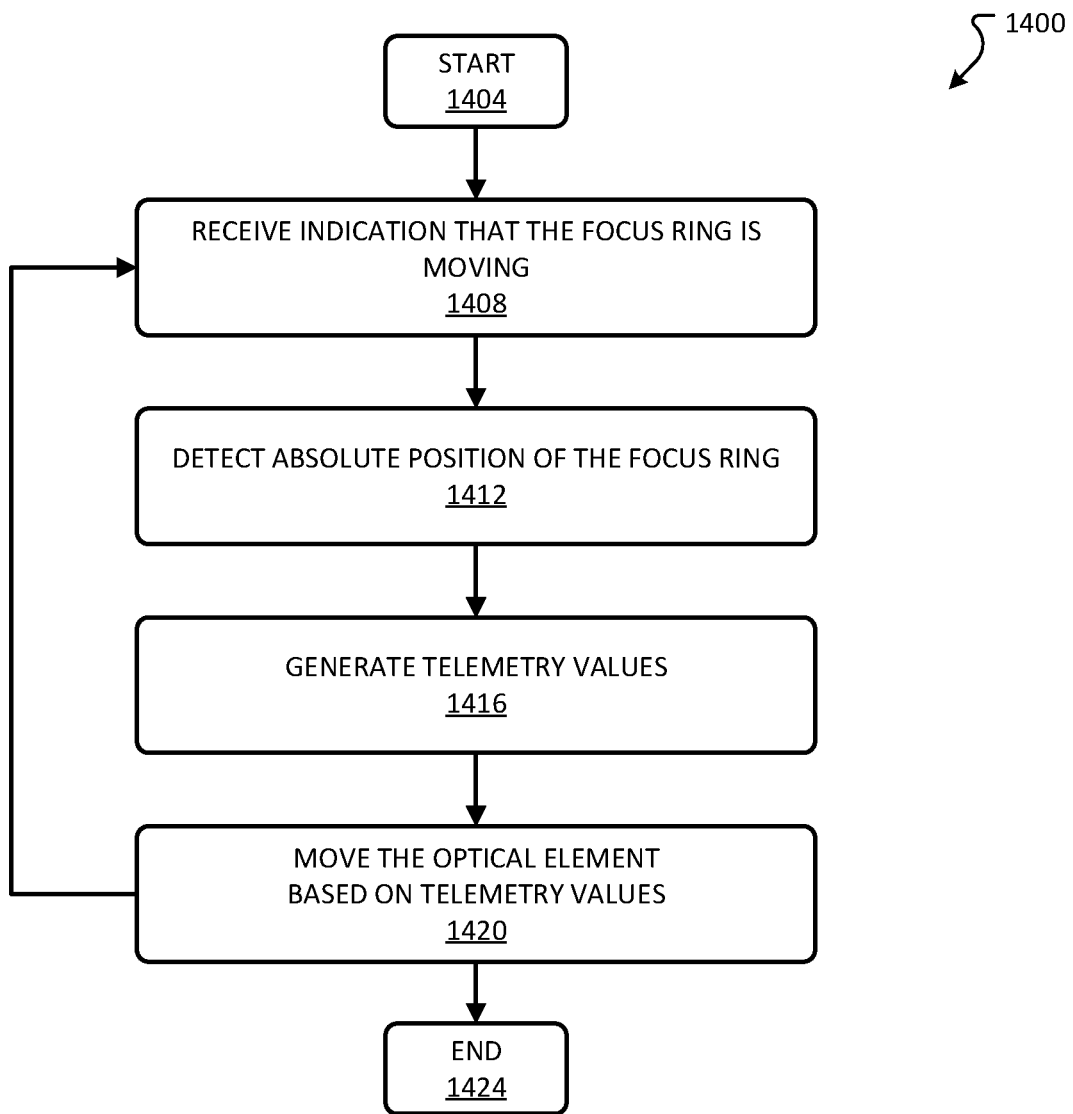 1400
START
1404
RECEIVE INDICATION THAT THE FOCUS RING IS
MOVING
1408
DETECT ABSOLUTE POSITION OF THE FOCUS RING
1412
GENERATE TELEMETRY VALUES
1416
MOVE THE OPTICAL ELEMENT
BASED ON TELEMETRY VALUES
1420
END
1424